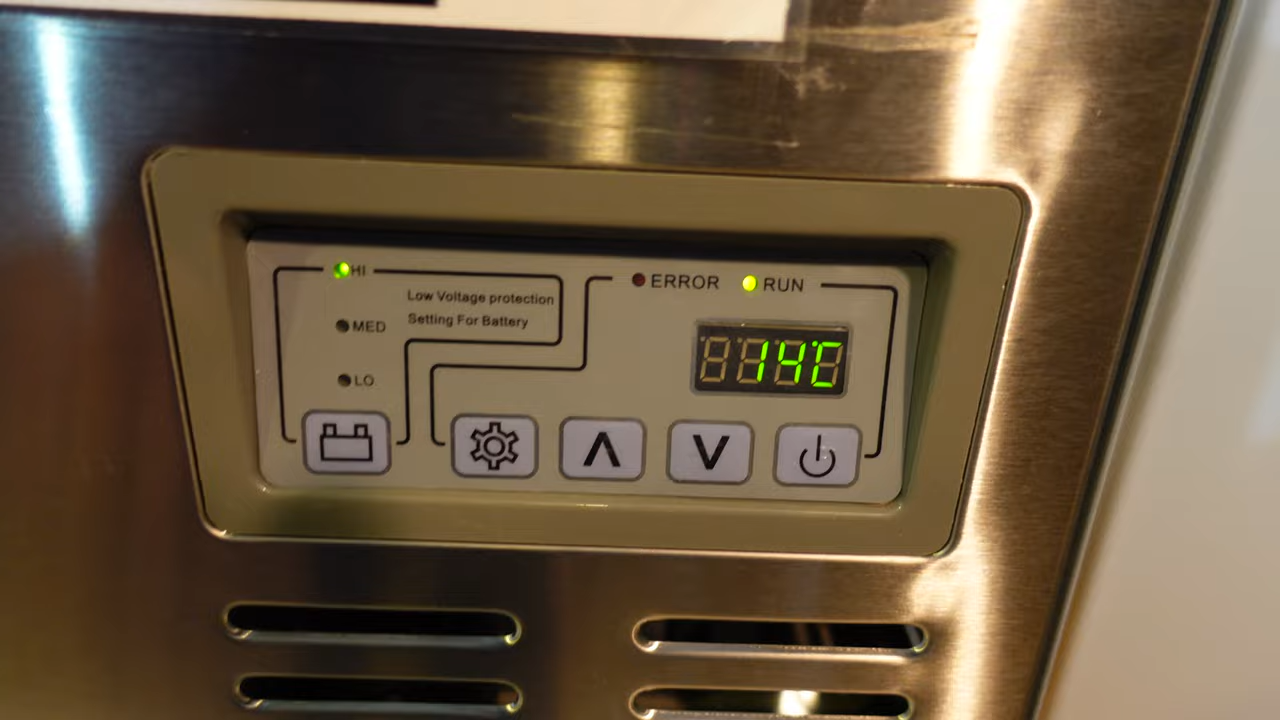 HI
Low Voltage protection
Setting For Battery
MED
LO
ERROR
RUN
14C